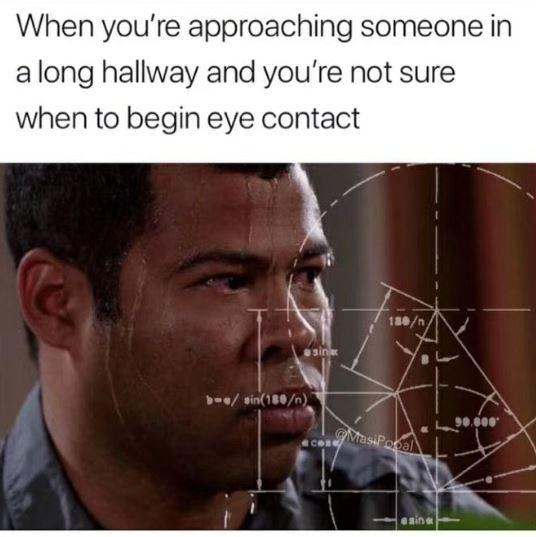 When you're approaching someone in
a long hallway and you're not sure
when to begin eye contact
180/n
b=a/ sin(180/n)
90.000°
@MasiPopal